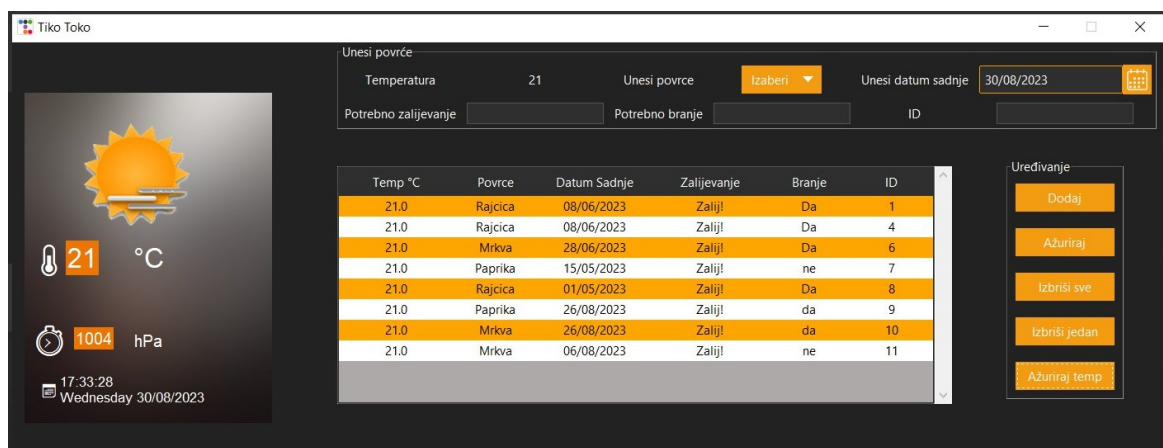 Tiko Toko
Unesi povrće
Temperatura 21 Unesi povrce Izaberi Unesi datum sadnje 30/08/2023
Potrebno zalijevanje Potrebno branje ID
21 °C
1004 hPa
17:33:28
Wednesday 30/08/2023
Temp °C Povrce Datum Sadnje Zalijevanje Branje ID
21.0 Rajcica 08/06/2023 Zalij! Da 1
21.0 Rajcica 08/06/2023 Zalij! Da 4
21.0 Mrkva 28/06/2023 Zalij! Da 6
21.0 Paprika 15/05/2023 Zalij! ne 7
21.0 Rajcica 01/05/2023 Zalij! Da 8
21.0 Paprika 26/08/2023 Zalij! da 9
21.0 Mrkva 26/08/2023 Zalij! da 10
21.0 Mrkva 06/08/2023 Zalij! ne 11
Uređivanje
Dodaj
Ažuriraj
Izbriši sve
Izbriši jedan
Ažuriraj temp